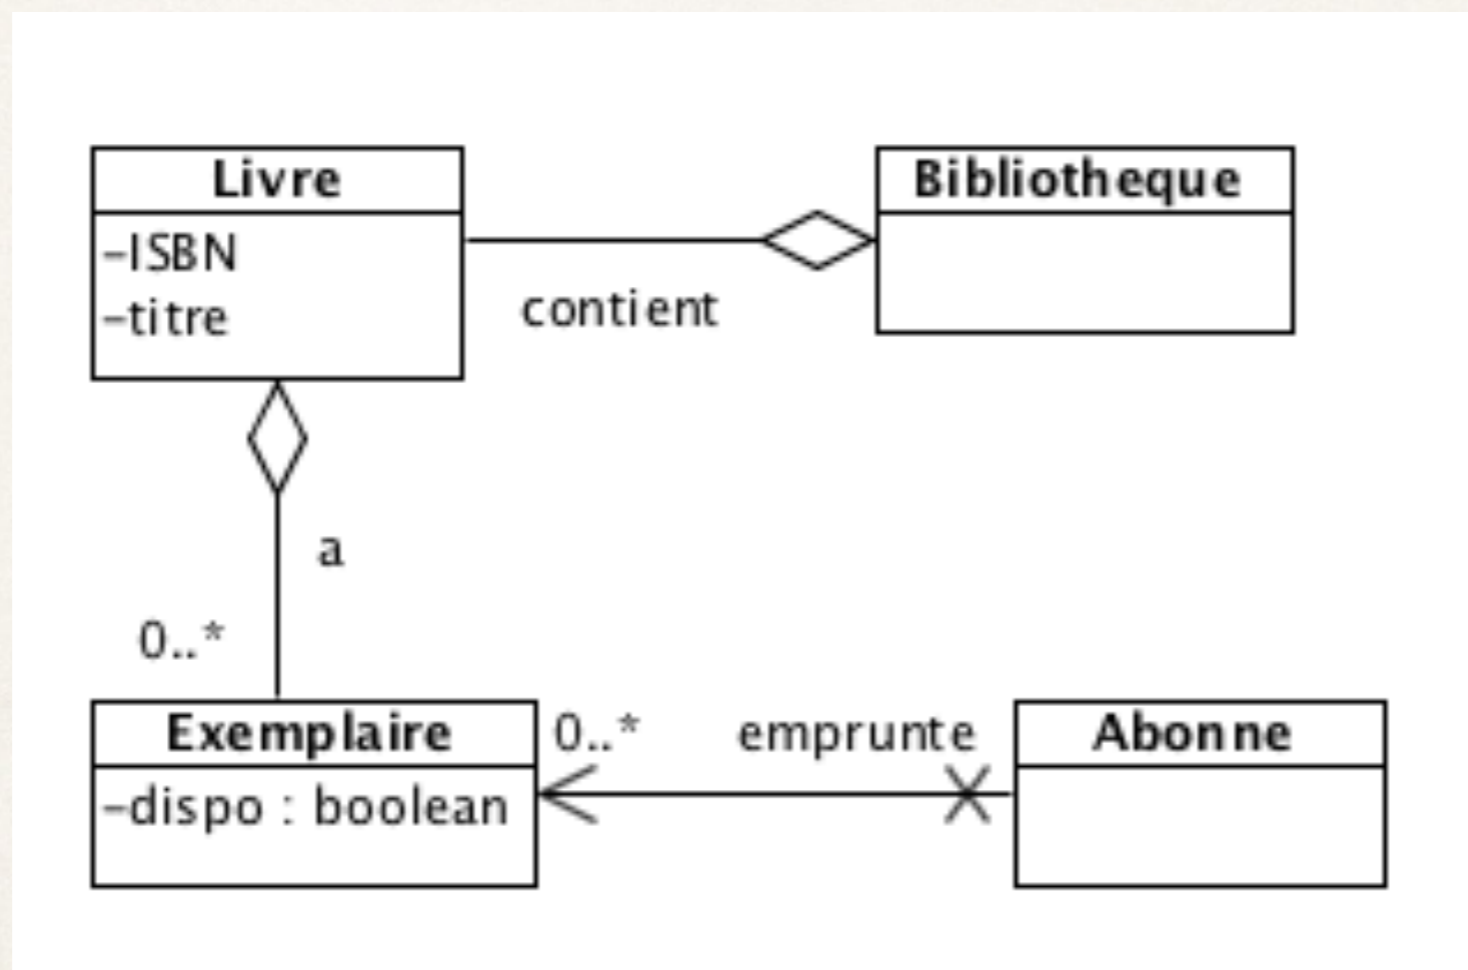 Livre
-ISBN
-titre
Bibliotheque
contient
a
0..*
Exemplaire
-dispo : boolean
0..*
emprunte
Abonne